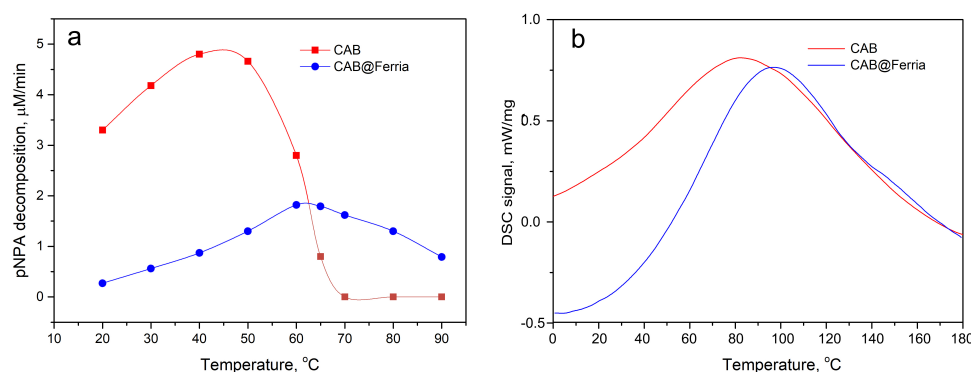 a
CAB
CAB@Ferria
pNPA decomposition, μM/min
5
4
3
2
1
0
10 20 30 40 50 60 70 80 90
Temperature, °C
b
CAB
CAB@Ferria
DSC signal, mW/mg
1.0
0.5
0.0
-0.5
0 20 40 60 80 100 120 140 160 180
Temperature, °C